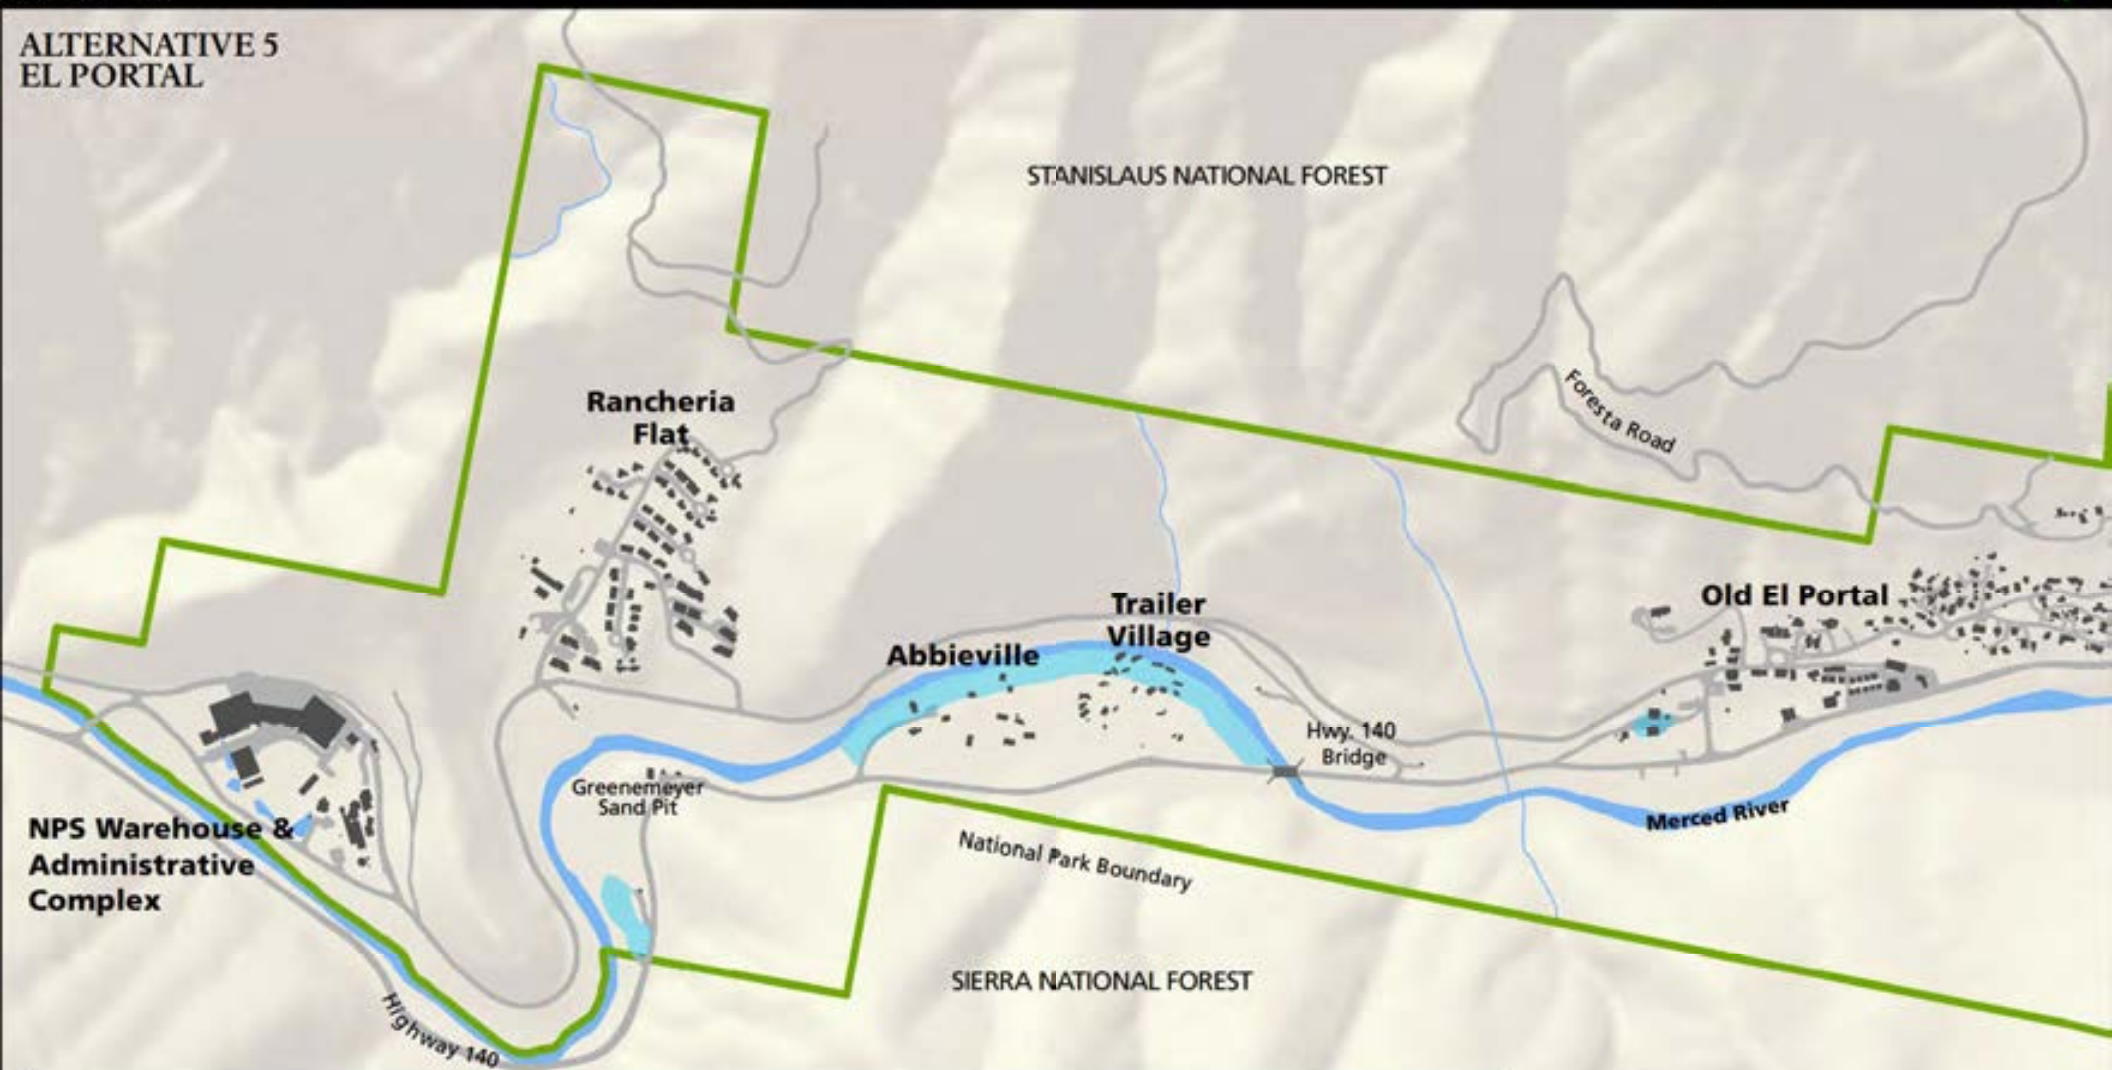 ALTERNATIVE 5
EL PORTAL
STANISLAUS NATIONAL FOREST
Rancheria
Flat
Foresta Road
Trailer
Village
Old El Portal
Abbieville
Hwy. 140
Bridge
Greenemeyer
Sand Pit
Merced River
NPS Warehouse &
Administrative
Complex
National Park Boundary
SIERRA NATIONAL FOREST
Highway 140